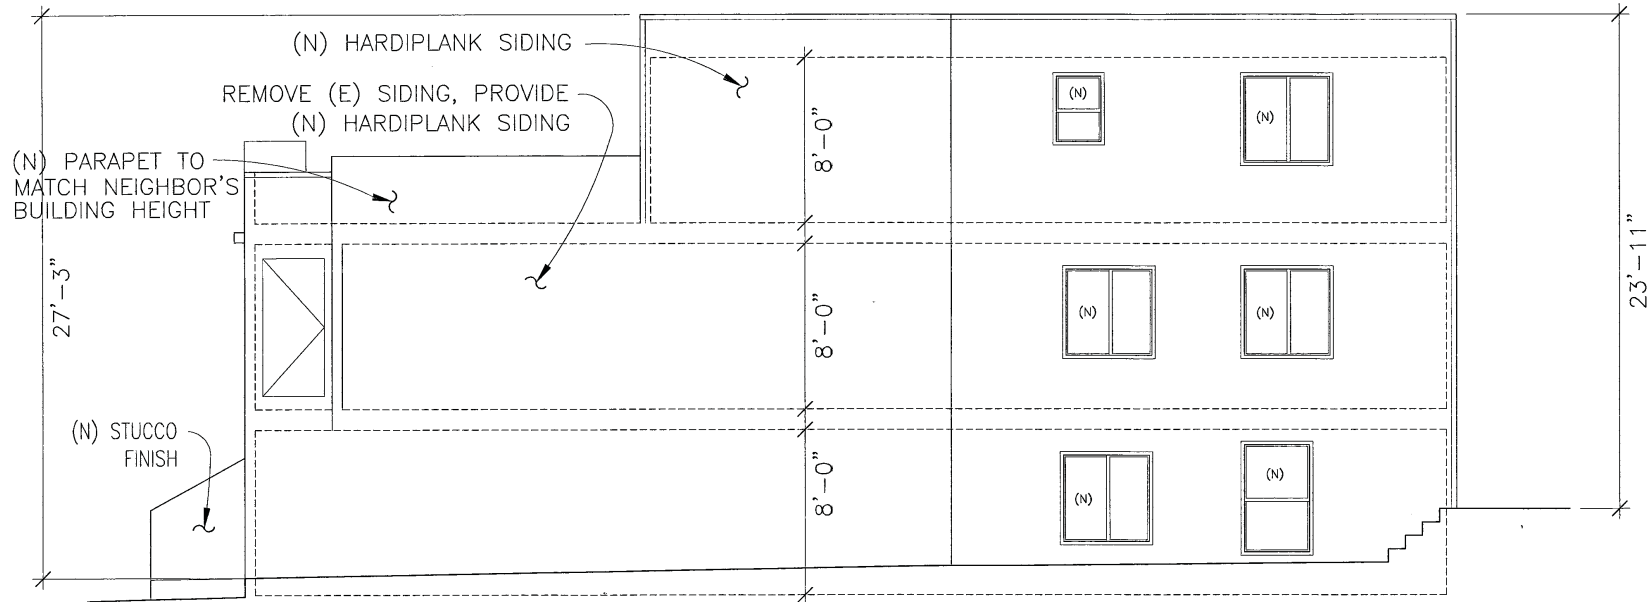 (N) HARDIPLANK SIDING
REMOVE (E) SIDING, PROVIDE
(N) HARDIPLANK SIDING
(N) PARAPET TO
MATCH NEIGHBOR'S
BUILDING HEIGHT
(N) STUCCO
FINISH
27'-3"
8'-0"
8'-0"
8'-0"
23'-11"
(N)
(N)
(N)
(N)
(N)
(N)